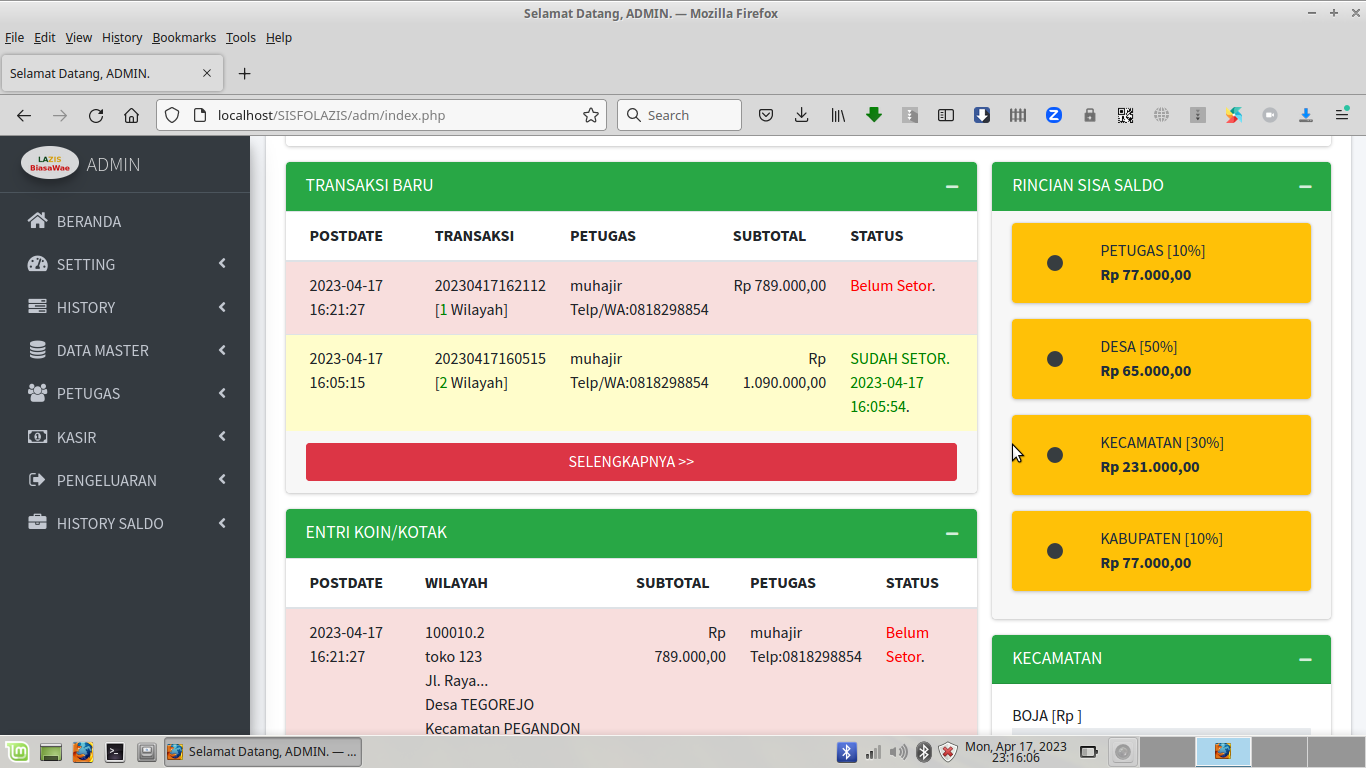 Selamat Datang, ADMIN. — Mozilla Firefox
File Edit View History Bookmarks Tools Help
Selamat Datang, ADMIN.
localhost/SISFOLAZIS/adm/index.php
Search
LAZIS
BiasaWae
ADMIN
BERANDA
SETTING
HISTORY
DATA MASTER
PETUGAS
KASIR
PENGELUARAN
HISTORY SALDO
TRANSAKSI BARU
POSTDATE TRANSAKSI PETUGAS SUBTOTAL STATUS
2023-04-17 20230417162112 muhajir Rp 789.000,00 Belum Setor.
16:21:27 [1 Wilayah] Telp/WA:0818298854
2023-04-17 20230417160515 muhajir Rp SUDAH SETOR.
16:05:15 [2 Wilayah] Telp/WA:0818298854 1.090.000,00 2023-04-17
16:05:54.
SELENGKAPNYA >>
ENTRI KOIN/KOTAK
POSTDATE WILAYAH SUBTOTAL PETUGAS STATUS
2023-04-17 100010.2 Rp muhajir Belum
16:21:27 toko 123 789.000,00 Telp:0818298854 Setor.
Jl. Raya...
Desa TEGOREJO
Kecamatan PEGANDON
RINCIAN SISA SALDO
PETUGAS [10%]
Rp 77.000,00
DESA [50%]
Rp 65.000,00
KECAMATAN [30%]
Rp 231.000,00
KABUPATEN [10%]
Rp 77.000,00
KECAMATAN
BOJA [Rp ]
Selamat Datang, ADMIN. — ...
Mon, Apr 17, 2023
23:16:06